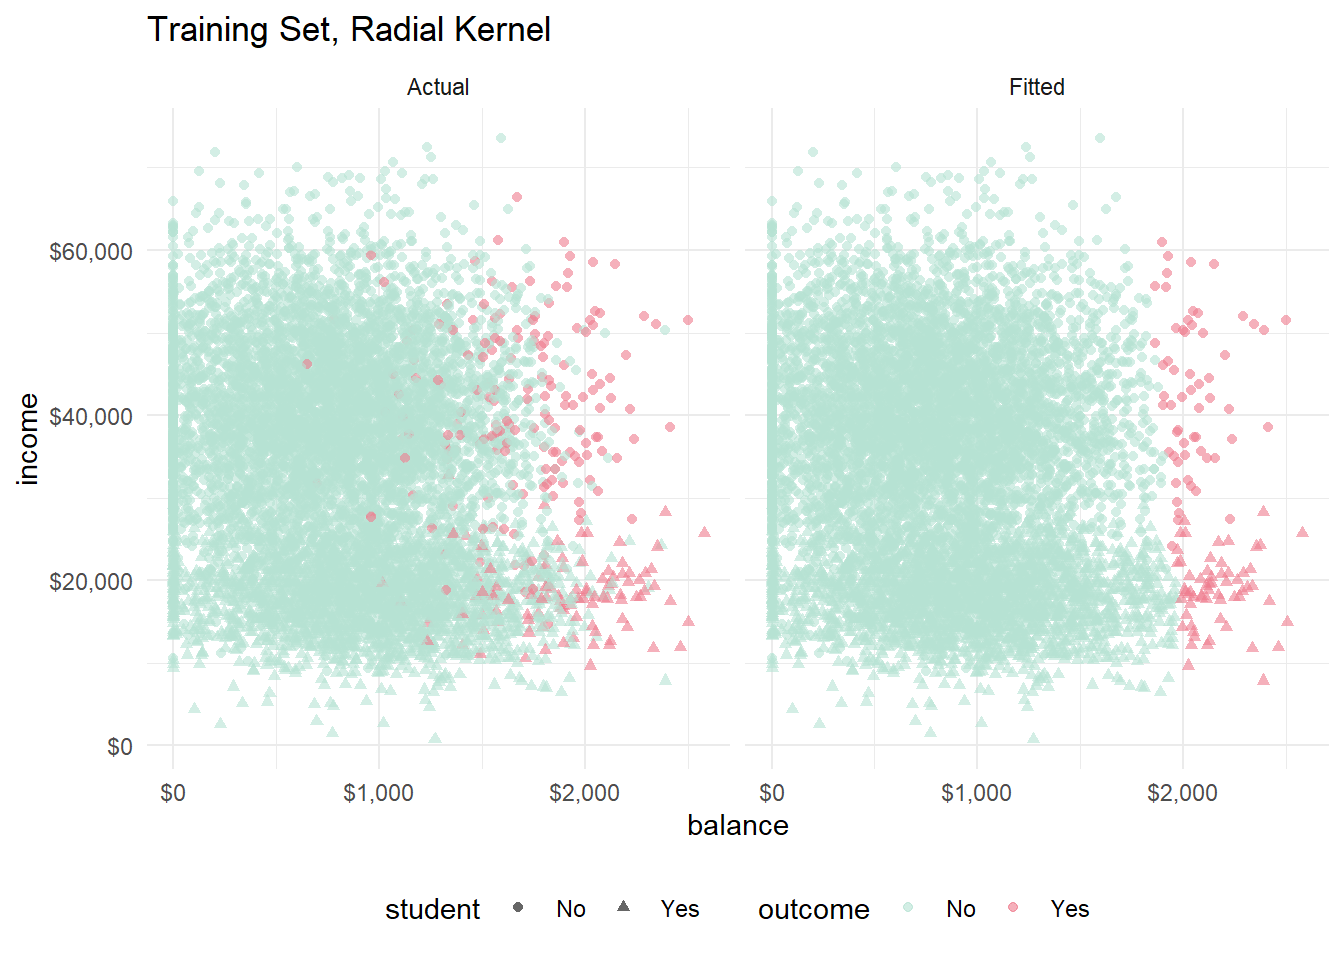 Training Set, Radial Kernel
Actual
Fitted
income
$60,000
$40,000
$20,000
$0
$0
$1,000
$2,000
$0
$1,000
$2,000
balance
student
No
Yes
outcome
No
Yes